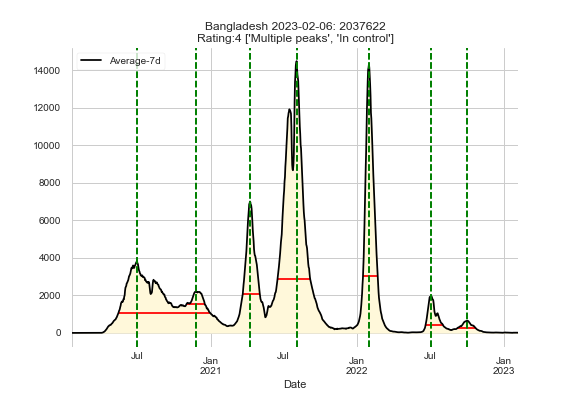 Bangladesh 2023-02-06: 2037622
Rating:4 ['Multiple peaks', 'In control']
Average-7d
14000
12000
10000
8000
6000
4000
2000
0
Jul
Jan
2021
Jul
Jan
2022
Jul
Jan
2023
Date